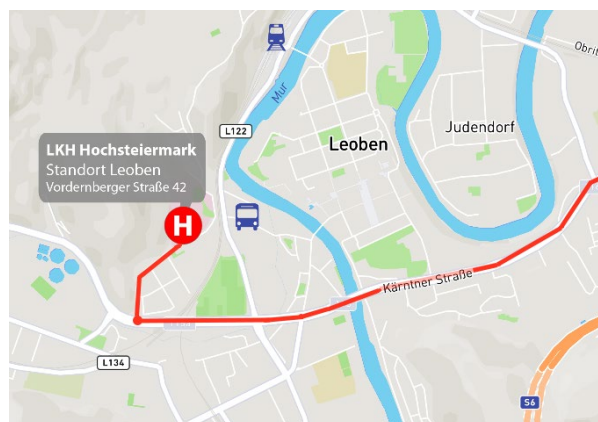 Obrit
L122
Mur
Judendorf
Leoben
LKH Hochsteiermark
Standort Leoben
Vordernberger Straße 42
H
Kärntner Straße
L134
S6